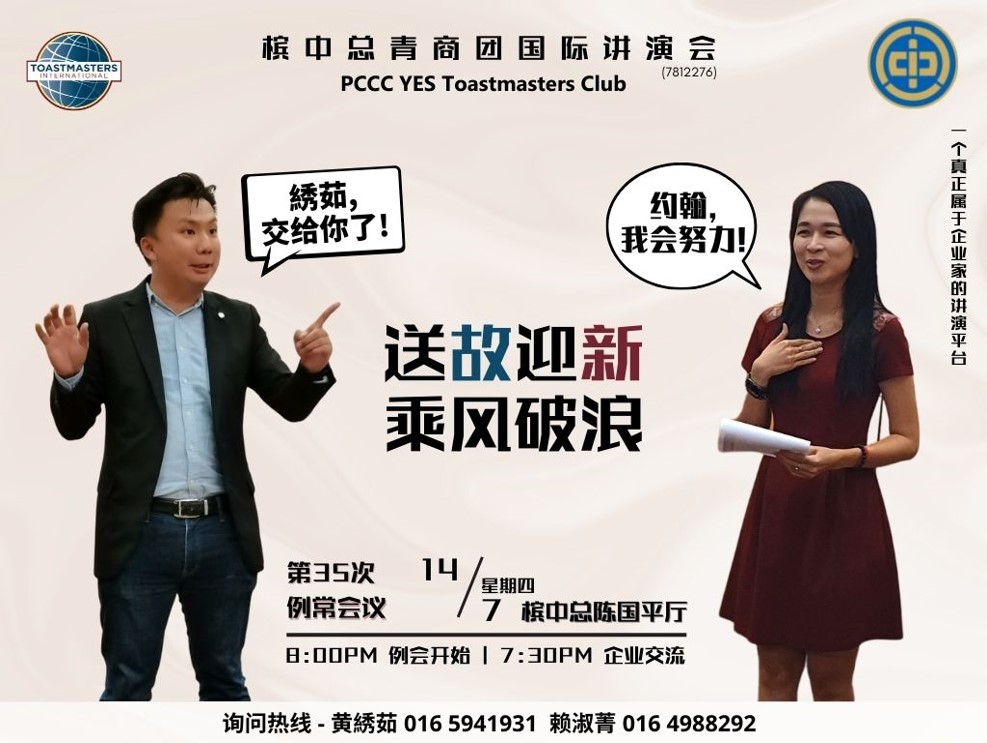 TOASTMASTERS
INTERNATIONAL
槟中总青商团国际讲演会
(7812276)
PCCC YES Toastmasters Club
一个真正属于企业家的讲演平台
綉茹,
交给你了!
约翰,
我会努力!
送故迎新
乘风破浪
第35次
例常会议
14/7
星期四
槟中总陈国平厅
8:00PM 例会开始 | 7:30PM 企业交流
询问热线 - 黄綉茹 016 5941931 赖淑菁 016 4988292